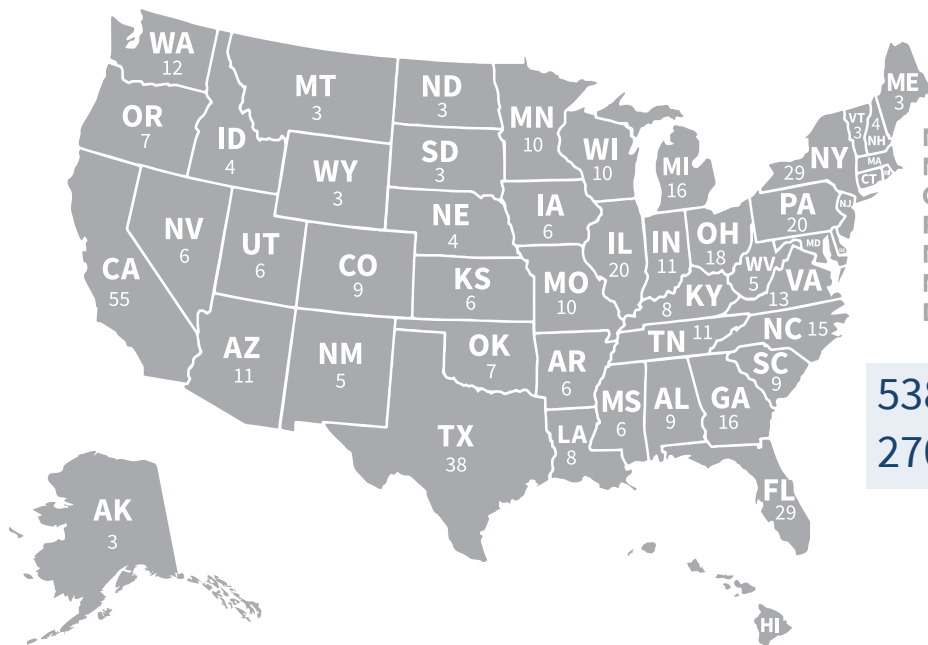 WA
12
MT
3
ND
3
MN
10
ME
3
VT
3
4
NH
OR
7
ID
4
SD
3
WI
10
MI
16
NY
29
MA
CT
WY
3
NE
4
IA
6
PA
20
NJ
NV
6
UT
6
CO
9
IL
20
IN
11
OH
18
MD
WV
5
VA
13
CA
55
KS
6
MO
10
KY
8
NC 15
TN 11
AZ
11
NM
5
OK
7
AR
6
SC
9
MS
6
AL
9
GA
16
TX
38
LA
8
FL
29
AK
3
HI
538
270